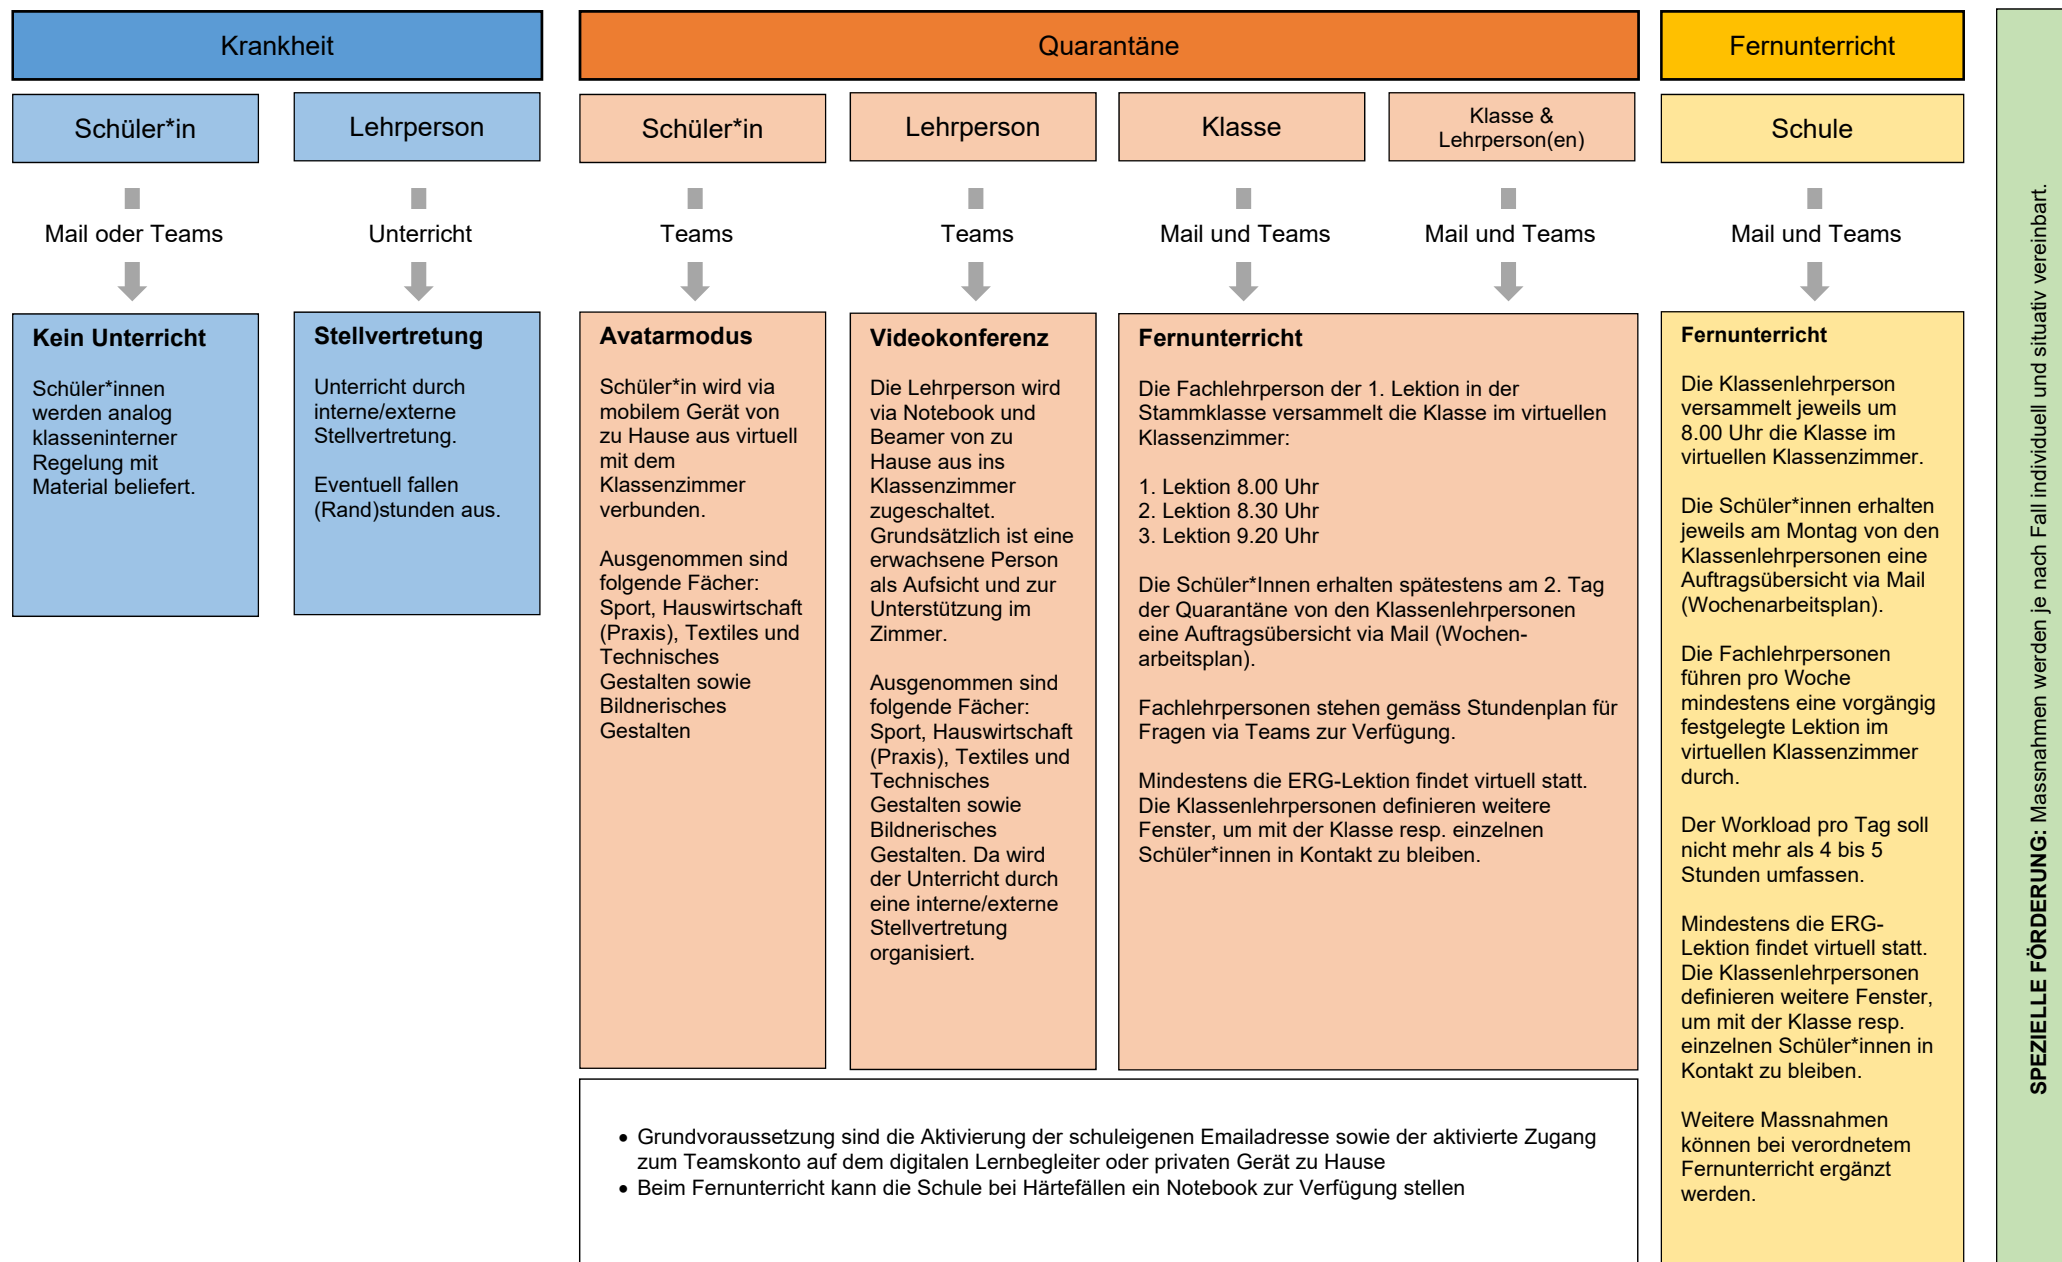 Krankheit
Quarantäne
Fernunterricht
Schüler*in
Lehrperson
Schüler*in
Lehrperson
Klasse
Klasse &
Lehrperson(en)
Schule
Mail oder Teams
Unterricht
Teams
Teams
Mail und Teams
Mail und Teams
Mail und Teams
Kein Unterricht
Schüler*innen
werden analog
klasseninterner
Regelung mit
Material beliefert.
Stellvertretung
Unterricht durch
interne/externe
Stellvertretung.
Eventuell fallen
(Rand)stunden aus.
Avatarmodus
Schüler*in wird via
mobilem Gerät von
zu Hause aus virtuell
mit dem
Klassenzimmer
verbunden.
Ausgenommen sind
folgende Fächer:
Sport, Hauswirtschaft
(Praxis), Textiles und
Technisches
Gestalten sowie
Bildnerisches
Gestalten
Videokonferenz
Die Lehrperson wird
via Notebook und
Beamer von zu
Hause aus ins
Klassenzimmer
zugeschaltet.
Grundsätzlich ist eine
erwachsene Person
als Aufsicht und zur
Unterstützung im
Zimmer.
Ausgenommen sind
folgende Fächer:
Sport, Hauswirtschaft
(Praxis), Textiles und
Technisches
Gestalten sowie
Bildnerisches
Gestalten. Da wird
der Unterricht durch
eine interne/externe
Stellvertretung
organisiert.
Fernunterricht
Die Fachlehrperson der 1. Lektion in der
Stammklasse versammelt die Klasse im virtuellen
Klassenzimmer:
1. Lektion 8.00 Uhr
2. Lektion 8.30 Uhr
3. Lektion 9.20 Uhr
Die Schüler*Innen erhalten spätestens am 2. Tag
der Quarantäne von den Klassenlehrpersonen
eine Auftragsübersicht via Mail (Wochen-
arbeitsplan).
Fachlehrpersonen stehen gemäss Stundenplan für
Fragen via Teams zur Verfügung.
Mindestens die ERG-Lektion findet virtuell statt.
Die Klassenlehrpersonen definieren weitere
Fenster, um mit der Klasse resp. einzelnen
Schüler*innen in Kontakt zu bleiben.
Fernunterricht
Die Klassenlehrperson
versammelt jeweils um
8.00 Uhr die Klasse im
virtuellen Klassenzimmer.
Die Schüler*innen erhalten
jeweils am Montag von den
Klassenlehrpersonen eine
Auftragsübersicht via Mail
(Wochenarbeitsplan).
Die Fachlehrpersonen
führen pro Woche
mindestens eine vorgängig
festgelegte Lektion im
virtuellen Klassenzimmer
durch.
Der Workload pro Tag soll
nicht mehr als 4 bis 5
Stunden umfassen.
Mindestens die ERG-
Lektion findet virtuell statt.
Die Klassenlehrpersonen
definieren weitere Fenster,
um mit der Klasse resp.
einzelnen Schüler*innen in
Kontakt zu bleiben.
Weitere Massnahmen
können bei verordnetem
Fernunterricht ergänzt
werden.
• Grundvoraussetzung sind die Aktivierung der schuleigenen Emailadresse sowie der aktivierte Zugang
zum Teamskonto auf dem digitalen Lernbegleiter oder privaten Gerät zu Hause
• Beim Fernunterricht kann die Schule bei Härtefällen ein Notebook zur Verfügung stellen
SPEZIELLE FÖRDERUNG: Massnahmen werden je nach Fall individuell und situativ vereinbart.